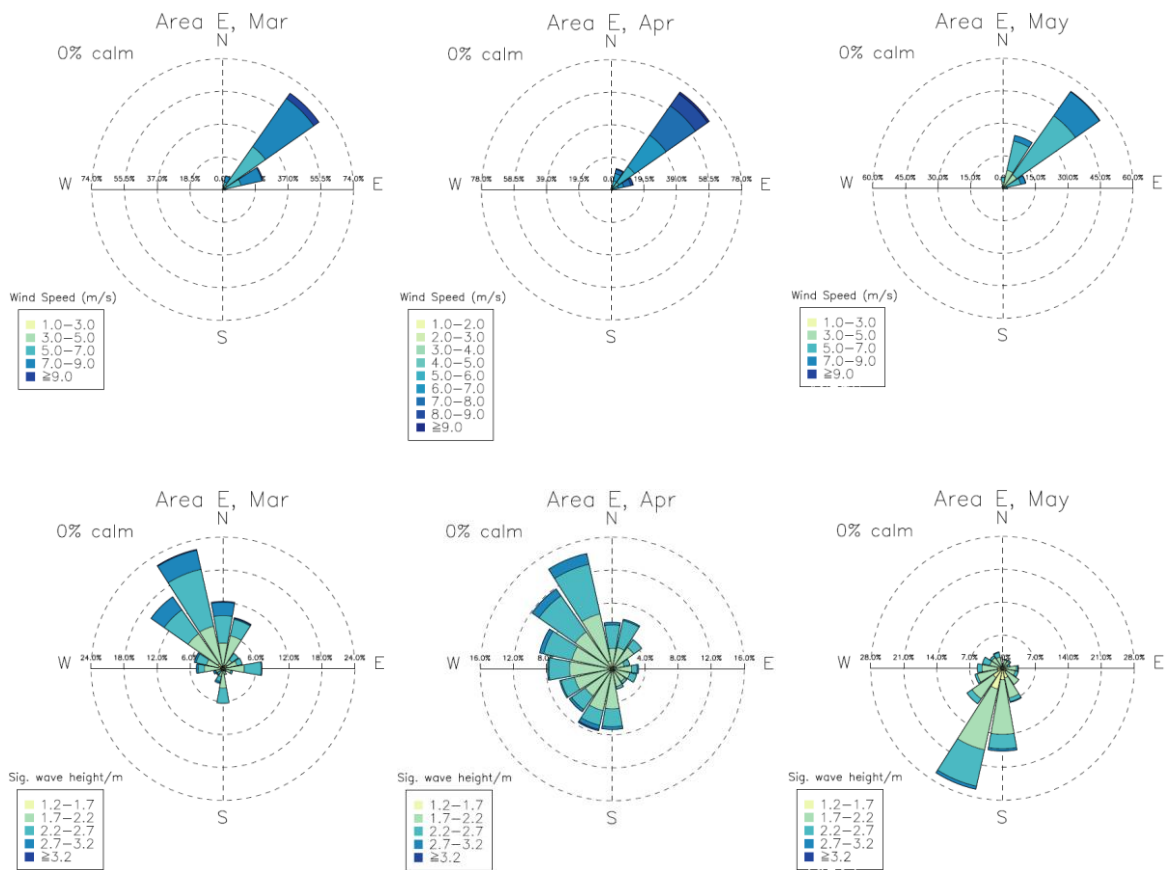 Area E, Mar
N
0% calm
W
E
74.0% 55.5% 37.0% 18.5% 0.0 37.0% 55.5% 74.0%
S
Wind Speed (m/s)
1.0–3.0
3.0–5.0
5.0–7.0
7.0–9.0
≧9.0
Area E, Apr
N
0% calm
W
E
78.0% 58.5% 39.0% 19.5% 0.0 19.5% 39.0% 58.5% 78.0%
S
Wind Speed (m/s)
1.0–2.0
2.0–3.0
3.0–4.0
4.0–5.0
5.0–6.0
6.0–7.0
7.0–8.0
8.0–9.0
≧9.0
Area E, May
N
0% calm
W
E
60.0% 45.0% 30.0% 15.0% 0.0 15.0% 30.0% 45.0% 60.0%
S
Wind Speed (m/s)
1.0–3.0
3.0–5.0
5.0–7.0
7.0–9.0
≧9.0
Area E, Mar
N
0% calm
W
E
24.0% 18.0% 12.0% 6.0% 6.0% 12.0% 18.0% 24.0%
S
Sig. wave height/m
1.2–1.7
1.7–2.2
2.2–2.7
2.7–3.2
≧3.2
Area E, Apr
N
0% calm
W
E
16.0% 12.0% 8.0% 4.0% 8.0% 12.0% 16.0%
S
Sig. wave height/m
1.2–1.7
1.7–2.2
2.2–2.7
2.7–3.2
≧3.2
Area E, May
N
0% calm
W
E
28.0% 21.0% 14.0% 7.0% 7.0% 14.0% 21.0% 28.0%
S
Sig. wave height/m
1.2–1.7
1.7–2.2
2.2–2.7
2.7–3.2
≧3.2